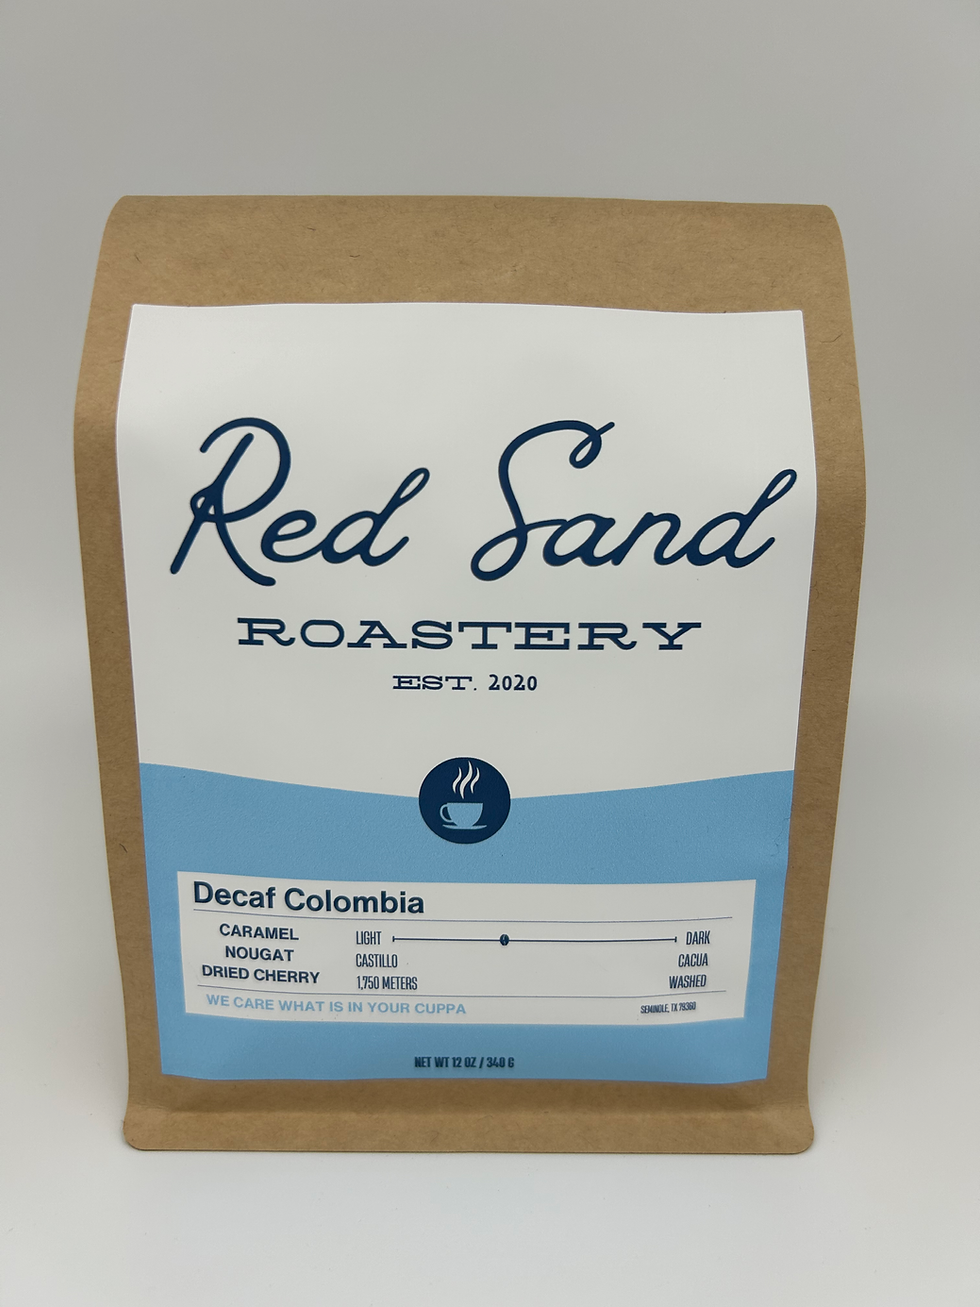 Red Sand
ROASTERY
EST. 2020
Decaf Colombia
CARAMEL
NOUGAT
DRIED CHERRY
LIGHT DARK
CASTILLO CACUA
1,750 METERS WASHED
WE CARE WHAT IS IN YOUR CUPPA
SEMINOLE, TX 79360
NET WT 12 OZ / 340 G